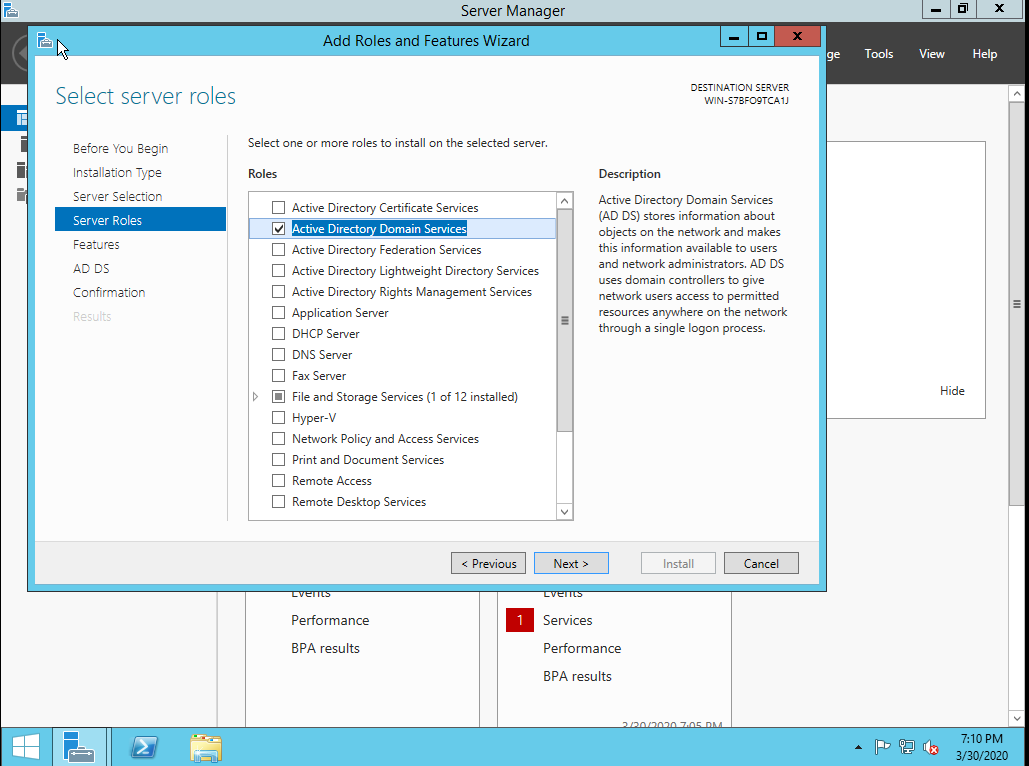 Server Manager
Add Roles and Features Wizard
Tools
View
Help
Select server roles
DESTINATION SERVER
WIN-S7BFO9TCA1J
Before You Begin
Installation Type
Server Selection
Server Roles
Features
AD DS
Confirmation
Results
Select one or more roles to install on the selected server.
Roles
Active Directory Certificate Services
Active Directory Domain Services
Active Directory Federation Services
Active Directory Lightweight Directory Services
Active Directory Rights Management Services
Application Server
DHCP Server
DNS Server
Fax Server
File and Storage Services (1 of 12 installed)
Hyper-V
Network Policy and Access Services
Print and Document Services
Remote Access
Remote Desktop Services
Description
Active Directory Domain Services
(AD DS) stores information about
objects on the network and makes
this information available to users
and network administrators. AD DS
uses domain controllers to give
network users access to permitted
resources anywhere on the network
through a single logon process.
Hide
< Previous
Next >
Install
Cancel
Events
Performance
BPA results
Events
1 Services
Performance
BPA results
3/30/2020 7:05 PM
7:10 PM
3/30/2020